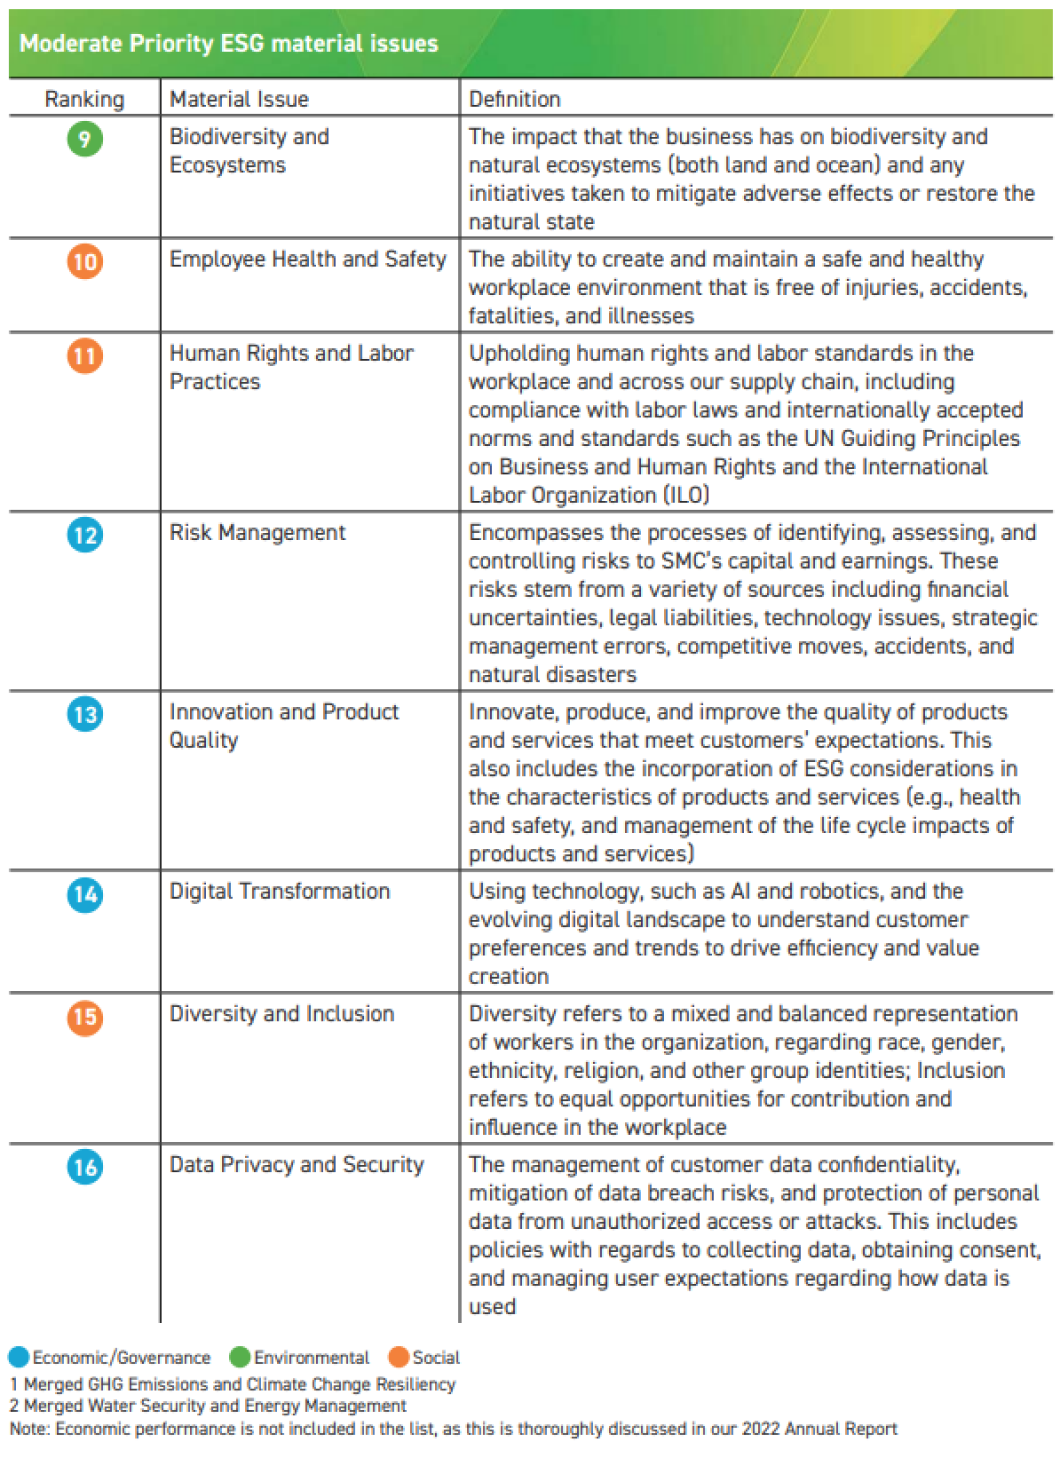 Moderate Priority ESG material issues
Ranking
Material Issue
Definition
9
Biodiversity and
Ecosystems
The impact that the business has on biodiversity and
natural ecosystems (both land and ocean) and any
initiatives taken to mitigate adverse effects or restore the
natural state
10
Employee Health and Safety
The ability to create and maintain a safe and healthy
workplace environment that is free of injuries, accidents,
fatalities, and illnesses
11
Human Rights and Labor
Practices
Upholding human rights and labor standards in the
workplace and across our supply chain, including
compliance with labor laws and internationally accepted
norms and standards such as the UN Guiding Principles
on Business and Human Rights and the International
Labor Organization (ILO)
12
Risk Management
Encompasses the processes of identifying, assessing, and
controlling risks to SMC's capital and earnings. These
risks stem from a variety of sources including financial
uncertainties, legal liabilities, technology issues, strategic
management errors, competitive moves, accidents, and
natural disasters
13
Innovation and Product
Quality
Innovate, produce, and improve the quality of products
and services that meet customers' expectations. This
also includes the incorporation of ESG considerations in
the characteristics of products and services (e.g., health
and safety, and management of the life cycle impacts of
products and services)
14
Digital Transformation
Using technology, such as AI and robotics, and the
evolving digital landscape to understand customer
preferences and trends to drive efficiency and value
creation
15
Diversity and Inclusion
Diversity refers to a mixed and balanced representation
of workers in the organization, regarding race, gender,
ethnicity, religion, and other group identities; Inclusion
refers to equal opportunities for contribution and
influence in the workplace
16
Data Privacy and Security
The management of customer data confidentiality,
mitigation of data breach risks, and protection of personal
data from unauthorized access or attacks. This includes
policies with regards to collecting data, obtaining consent,
and managing user expectations regarding how data is
used
Economic/Governance Environmental Social
1 Merged GHG Emissions and Climate Change Resiliency
2 Merged Water Security and Energy Management
Note: Economic performance is not included in the list, as this is thoroughly discussed in our 2022 Annual Report